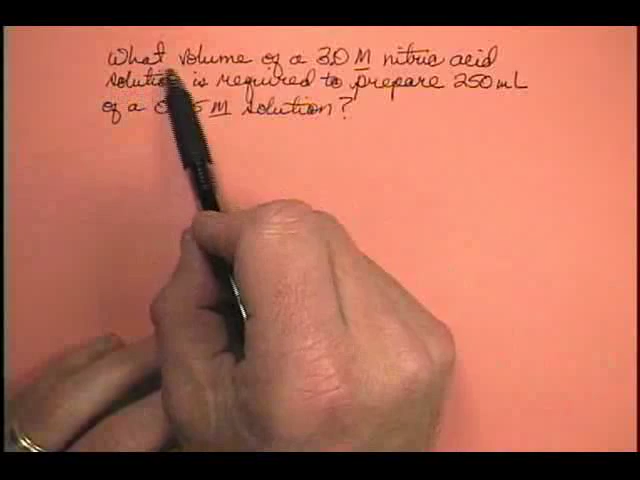 What volume of a 3.0 M nitric acid
solution is required to prepare 250 mL
of a M solution?